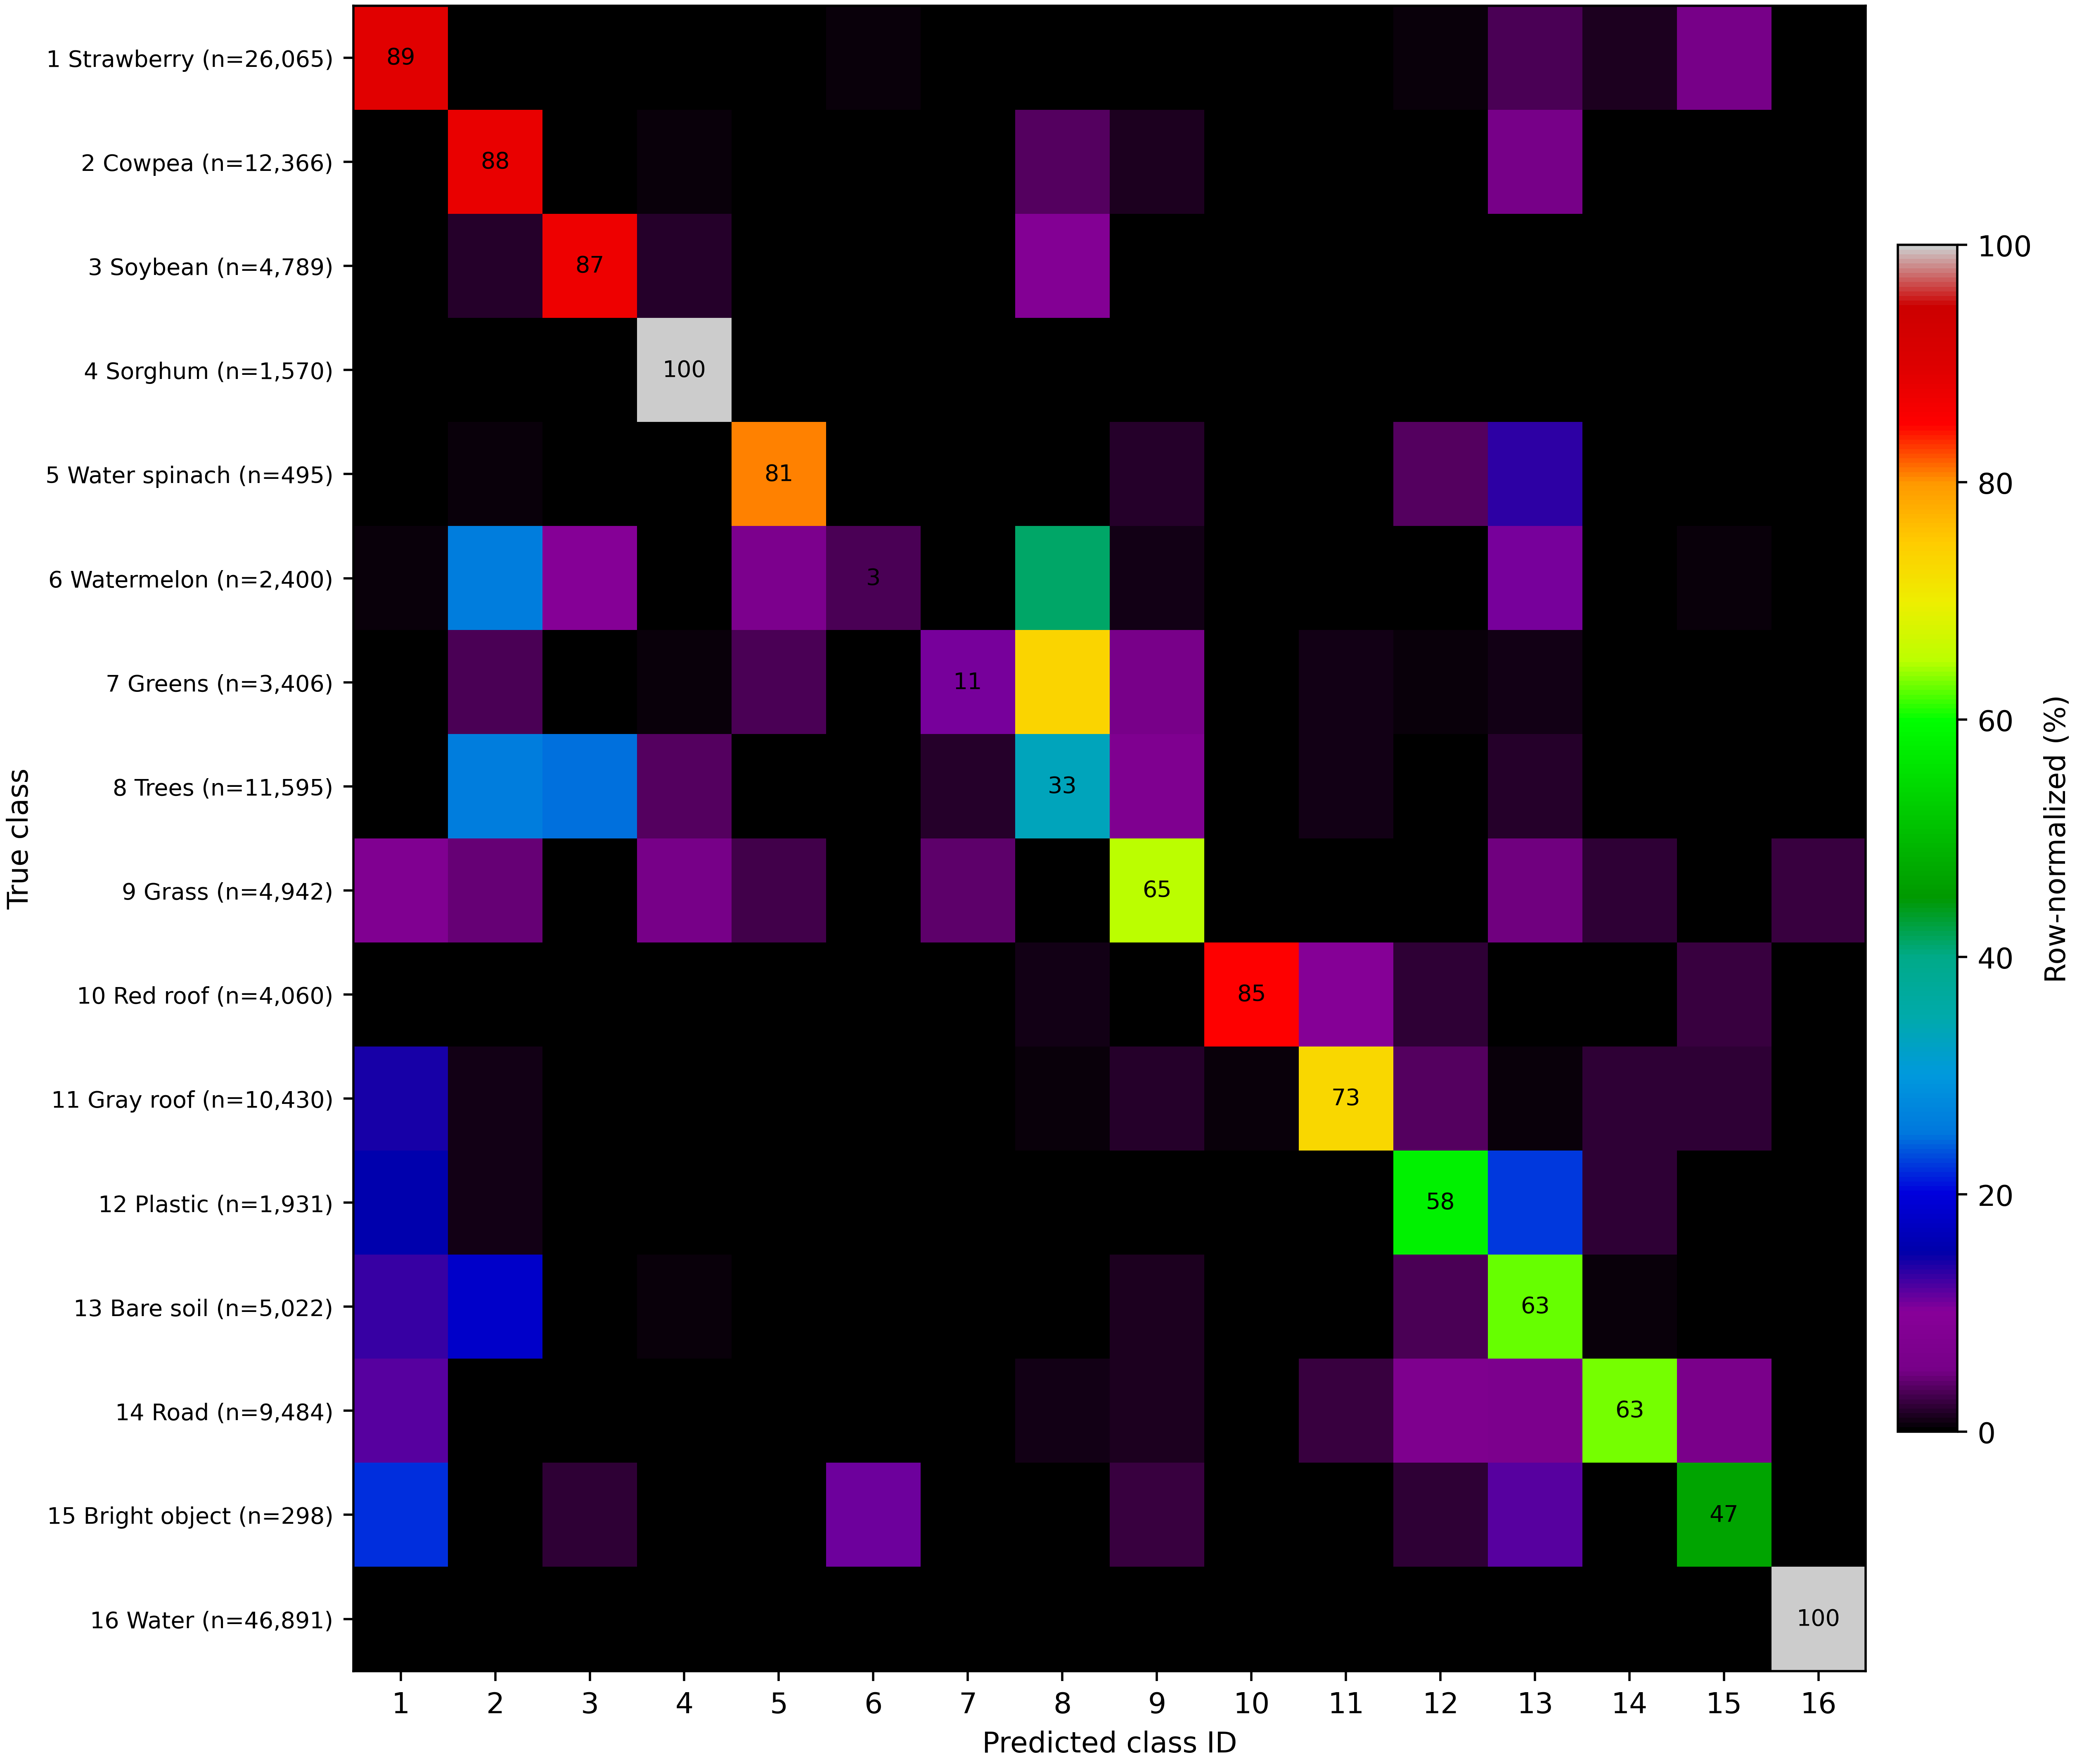 1 Strawberry (n=26,065)
89
2 Cowpea (n=12,366)
88
3 Soybean (n=4,789)
87
4 Sorghum (n=1,570)
100
5 Water spinach (n=495)
81
6 Watermelon (n=2,400)
3
7 Greens (n=3,406)
11
8 Trees (n=11,595)
33
9 Grass (n=4,942)
65
10 Red roof (n=4,060)
85
11 Gray roof (n=10,430)
73
12 Plastic (n=1,931)
58
13 Bare soil (n=5,022)
63
14 Road (n=9,484)
63
15 Bright object (n=298)
47
16 Water (n=46,891)
100
True class
1 2 3 4 5 6 7 8 9 10 11 12 13 14 15 16
Predicted class ID
100
80
60
40
20
0
Row-normalized (%)